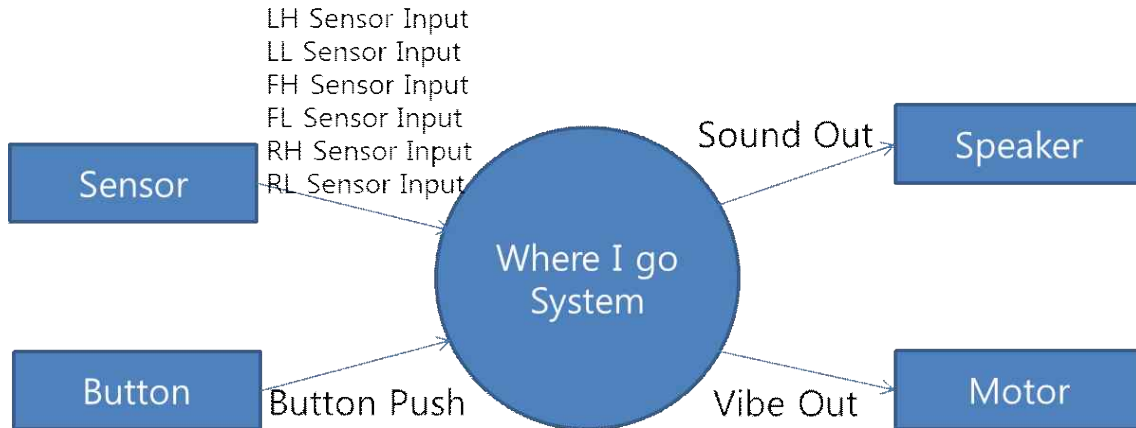 LH Sensor Input
LL Sensor Input
FH Sensor Input
FL Sensor Input
RH Sensor Input
RL Sensor Input
Sensor
Sound Out
Speaker
Where I go
System
Button
Button Push
Vibe Out
Motor